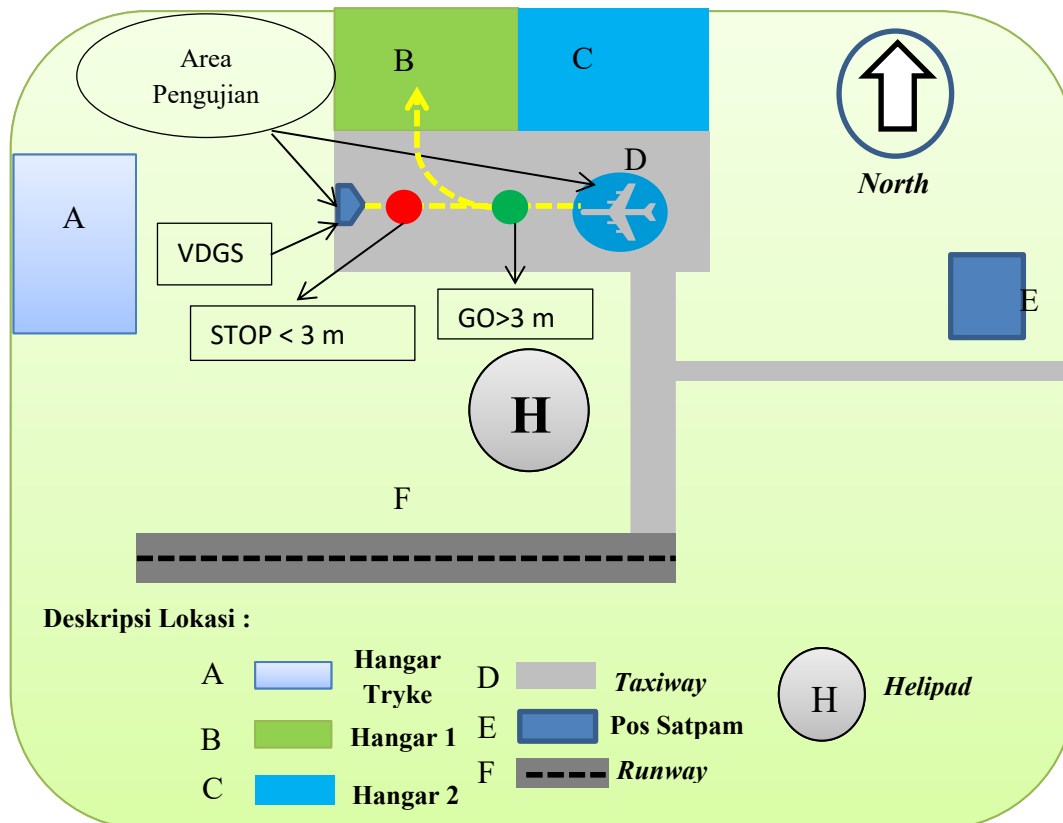 Area
Pengujian
B
C
D
North
A
VDGS
STOP < 3 m
GO>3 m
E
H
F
Deskripsi Lokasi :
A
Hangar
Tryke
B
Hangar 1
C
Hangar 2
D
Taxiway
E
Pos Satpam
F
Runway
H
Helipad